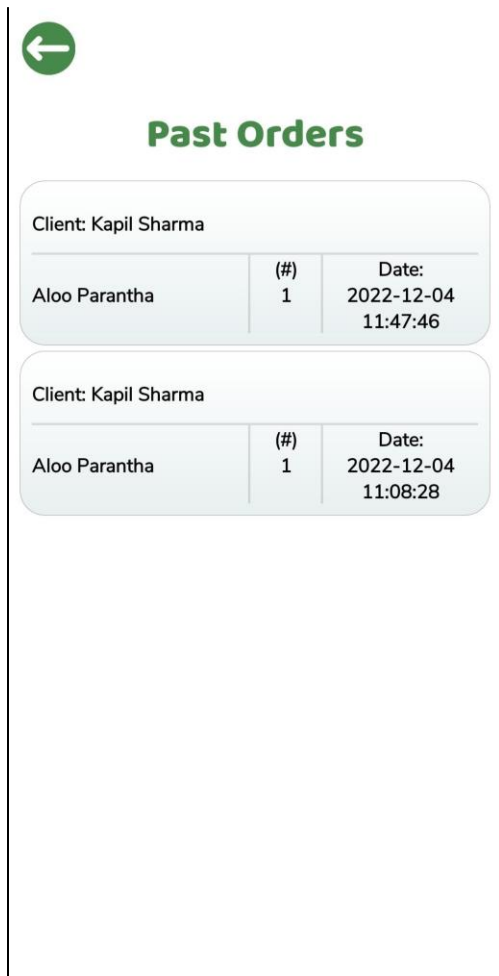 Past Orders
Client: Kapil Sharma
Aloo Parantha
(#)
1
Date:
2022-12-04
11:47:46
Client: Kapil Sharma
Aloo Parantha
(#)
1
Date:
2022-12-04
11:08:28